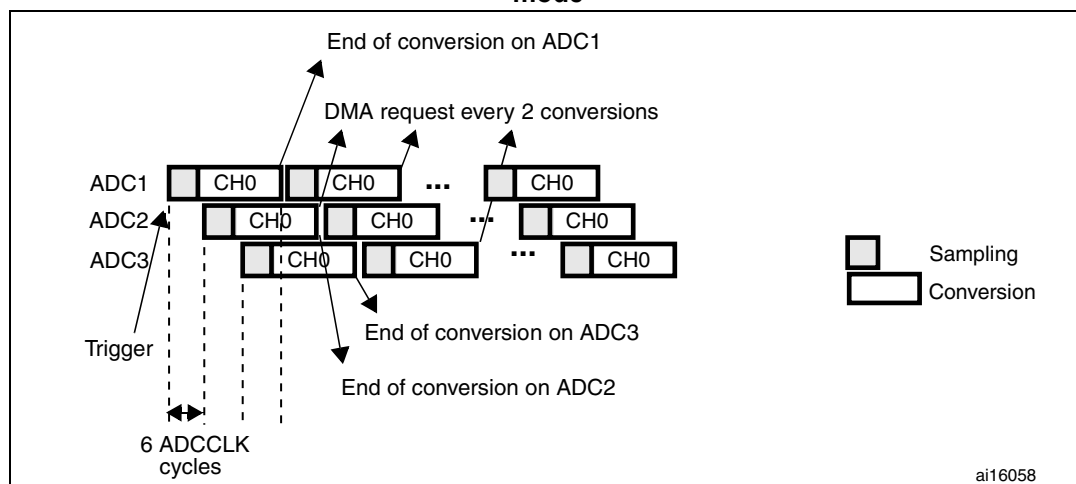 mode
End of conversion on ADC1
DMA request every 2 conversions
ADC1 CH0 CH0 ... CH0
ADC2 CH0 CH0 ... CH0
ADC3 CH0 CH0 ... CH0
Sampling
Conversion
End of conversion on ADC3
Trigger
End of conversion on ADC2
6 ADCCLK
cycles
ai16058